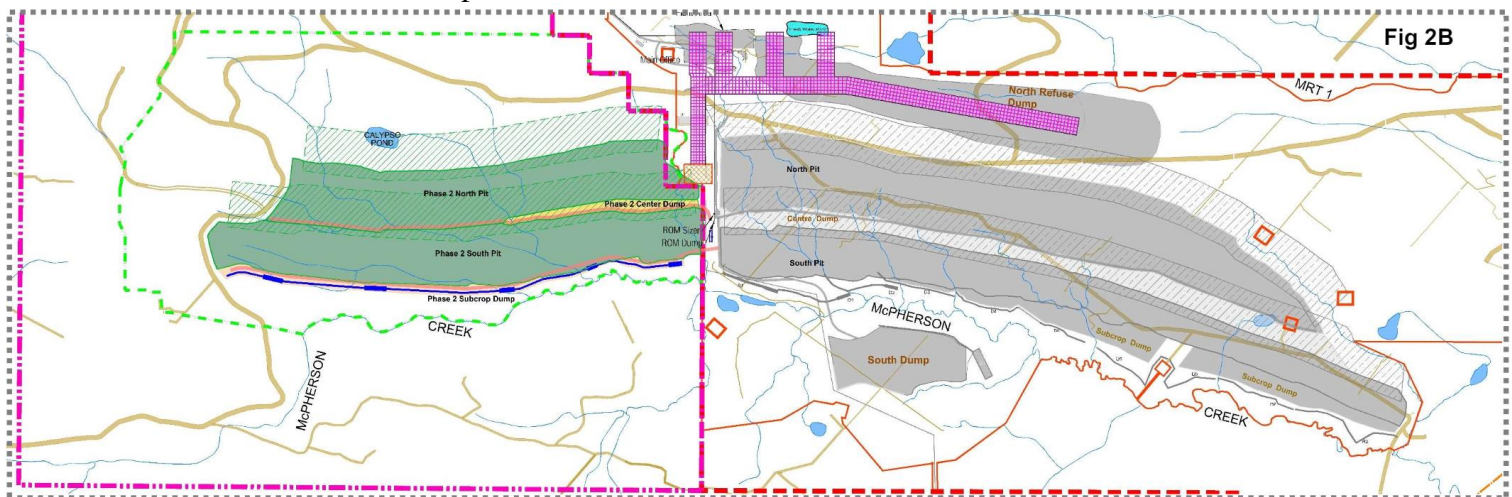 Fig 2B
Main Office
North Refuse
Dump
MRT 1
CALYPSO
POND
North Pit
Phase 2 North Pit
Phase 2 Center Dump
Centre Dump
ROM Sizer
ROM Dump
Phase 2 South Pit
South Pit
Phase 2 Subcrop Dump
CREEK
McPHERSON
Subcrop Dump
South Dump
Subcrop Dump
McPHERSON
CREEK